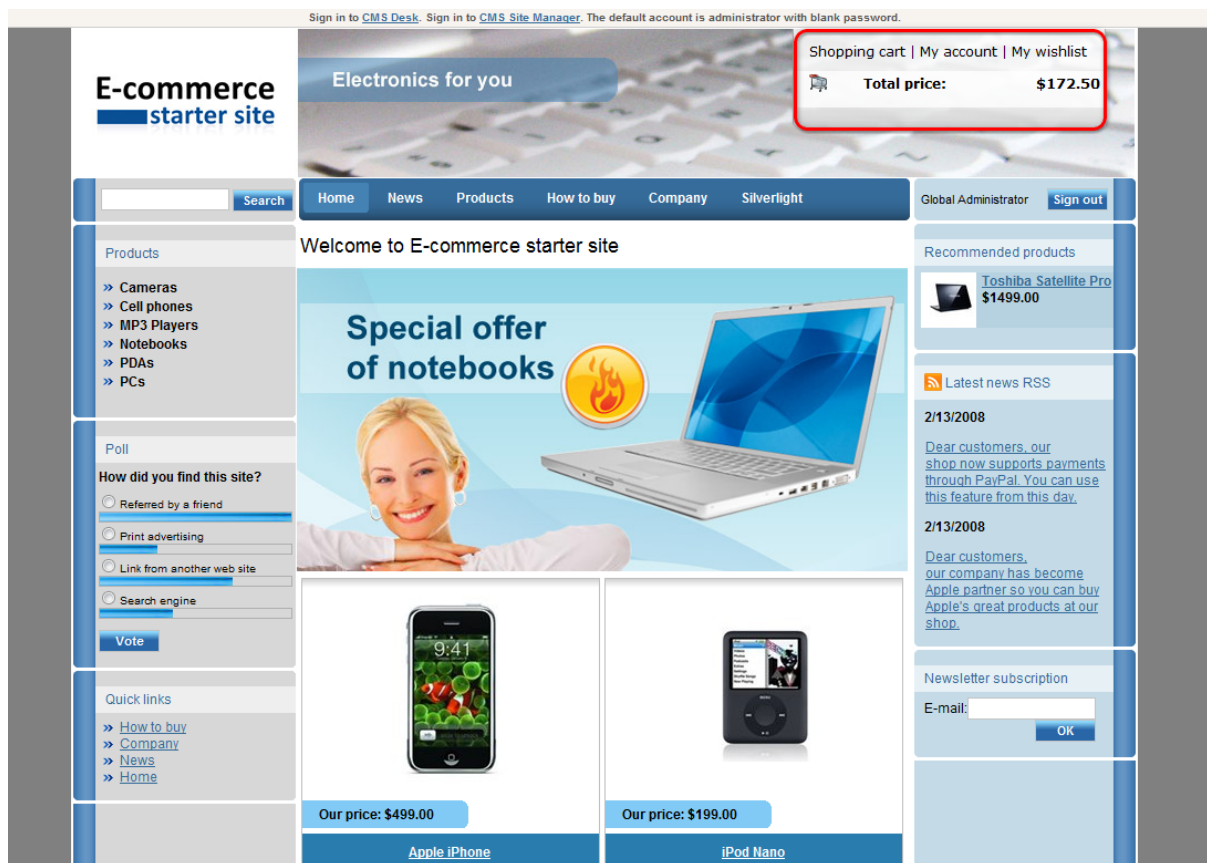 Sign in to CMS Desk. Sign in to CMS Site Manager. The default account is administrator with blank password.
E-commerce
starter site
Electronics for you
Shopping cart | My account | My wishlist
Total price: $172.50
Search
Home News Products How to buy Company Silverlight
Global Administrator Sign out
Products
» Cameras
» Cell phones
» MP3 Players
» Notebooks
» PDAs
» PCs
Poll
How did you find this site?
Referred by a friend
Print advertising
Link from another web site
Search engine
Vote
Quick links
» How to buy
» Company
» News
» Home
Welcome to E-commerce starter site
Special offer
of notebooks
9:41
MENU
Our price: $499.00
Apple iPhone
Our price: $199.00
iPod Nano
Recommended products
Toshiba Satellite Pro
$1499.00
Latest news RSS
2/13/2008
Dear customers, our
shop now supports payments
through PayPal. You can use
this feature from this day.
2/13/2008
Dear customers,
our company has become
Apple partner so you can buy
Apple's great products at our
shop.
Newsletter subscription
E-mail:
OK